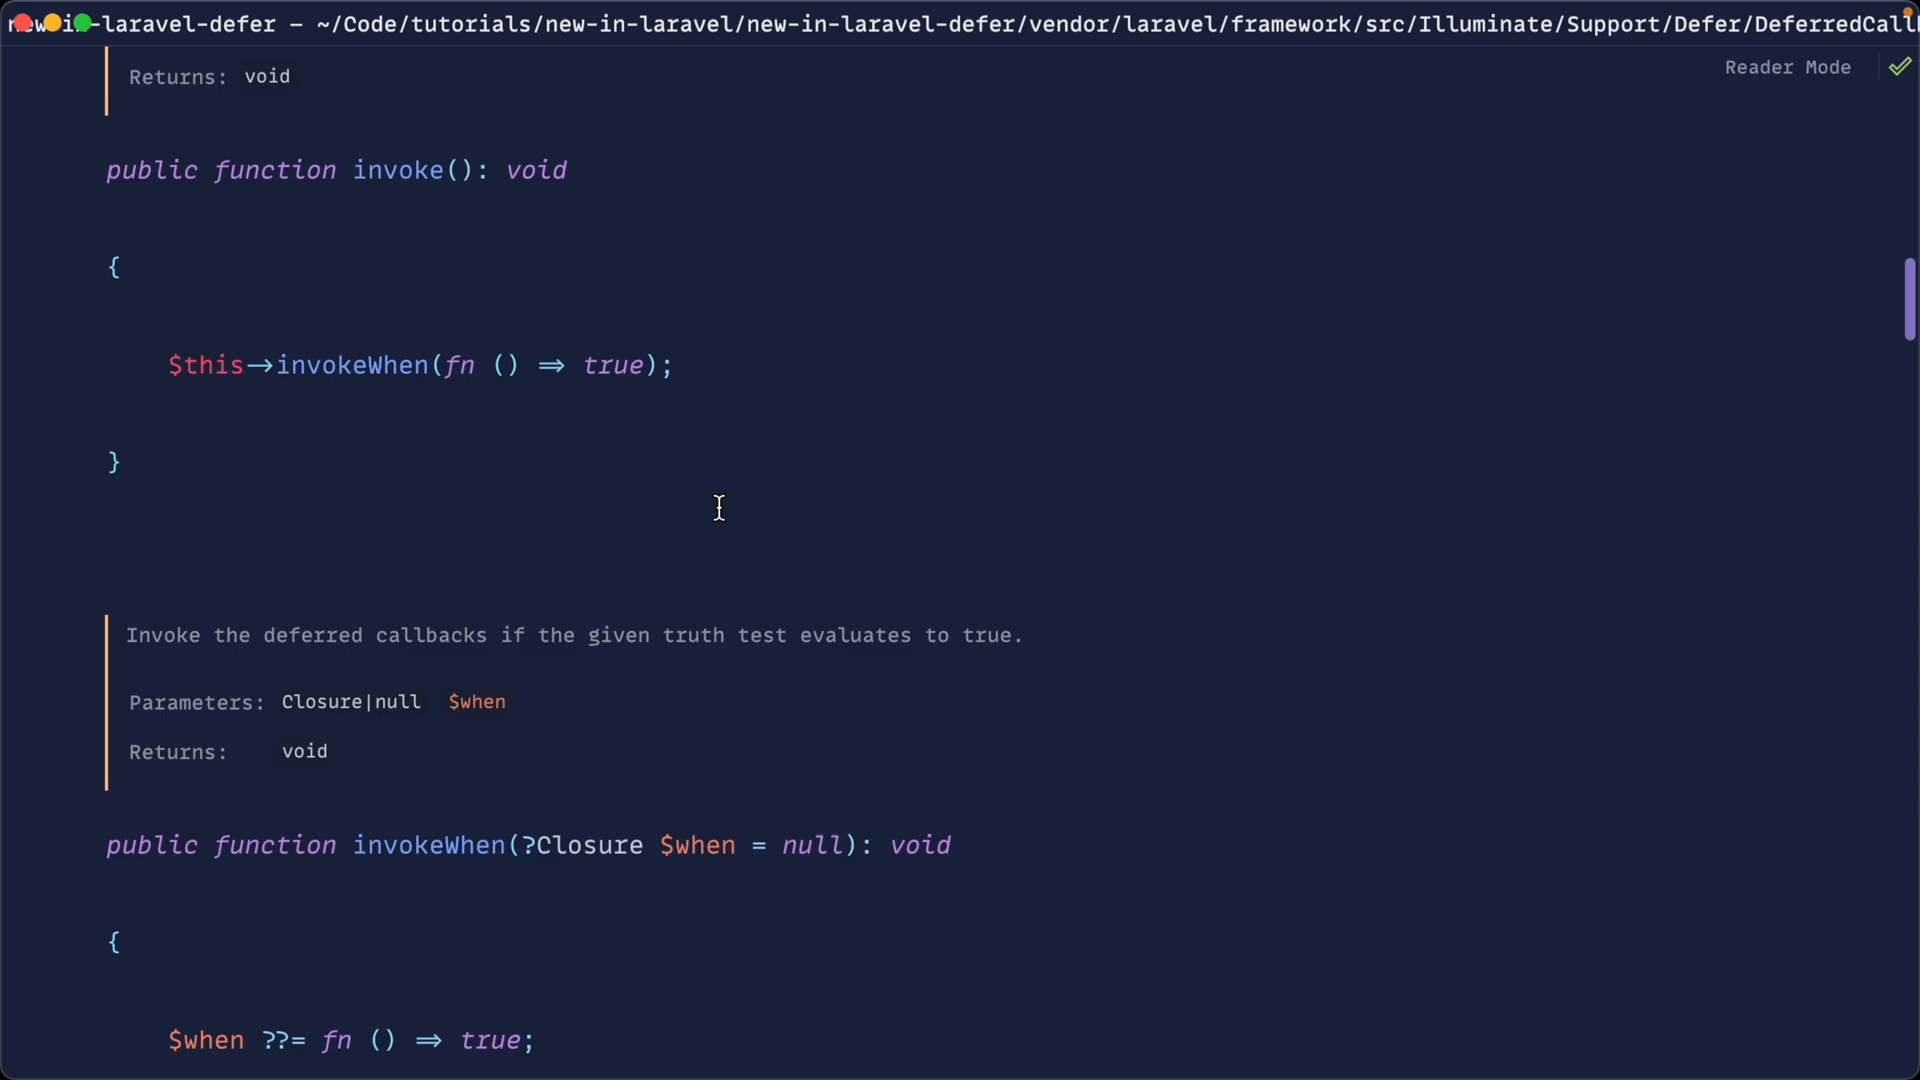 new-in-laravel-defer – ~/Code/tutorials/new-in-laravel/new-in-laravel-defer/vendor/laravel/framework/src/Illuminate/Support/Defer/DeferredCall
Reader Mode
Returns: void
public function invoke(): void
{
$this->invokeWhen(fn () => true);
}
Invoke the deferred callbacks if the given truth test evaluates to true.
Parameters: Closure|null $when
Returns: void
public function invokeWhen(?Closure $when = null): void
{
$when ??= fn () => true;